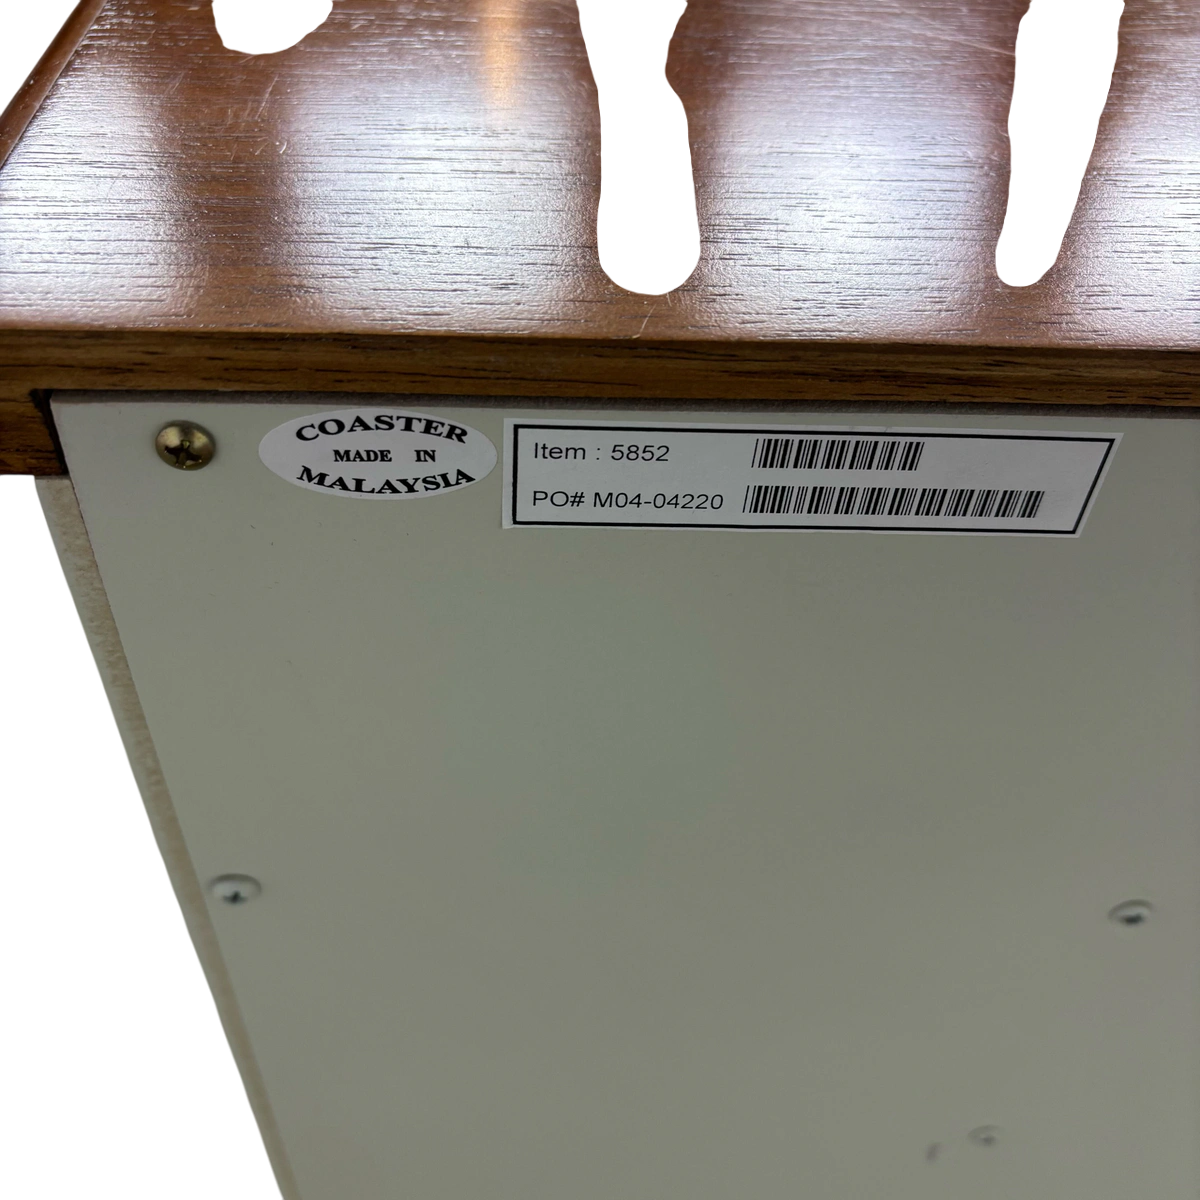 COASTER
MADE IN
MALAYSIA
Item : 5852
PO# M04-04220